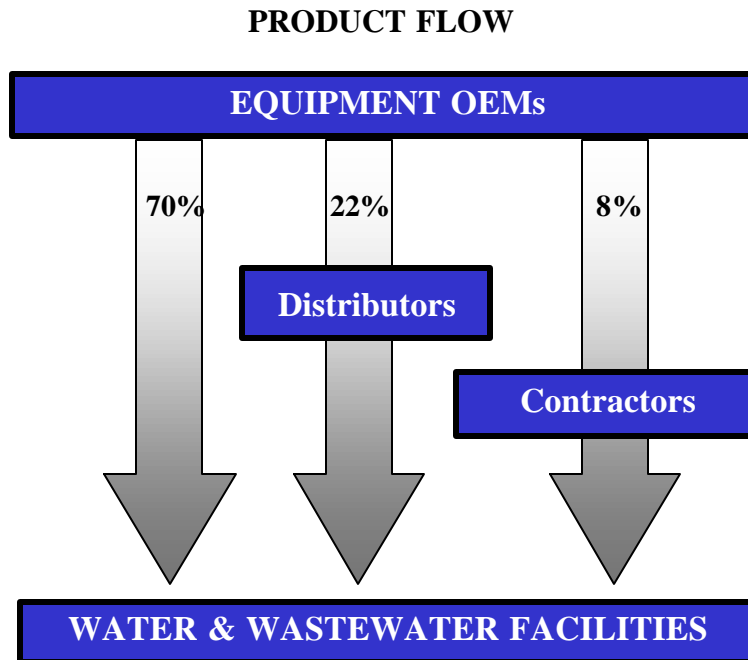 PRODUCT FLOW
EQUIPMENT OEMs
70%
22%
8%
Distributors
Contractors
WATER & WASTEWATER FACILITIES